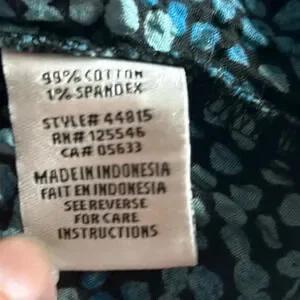 99% COTTON
1% SPANDEX
STYLE# 44815
RN# 125546
CA# 05633
MADE IN INDONESIA
FAIT EN INDONESIA
SEE REVERSE
FOR CARE
INSTRUCTIONS